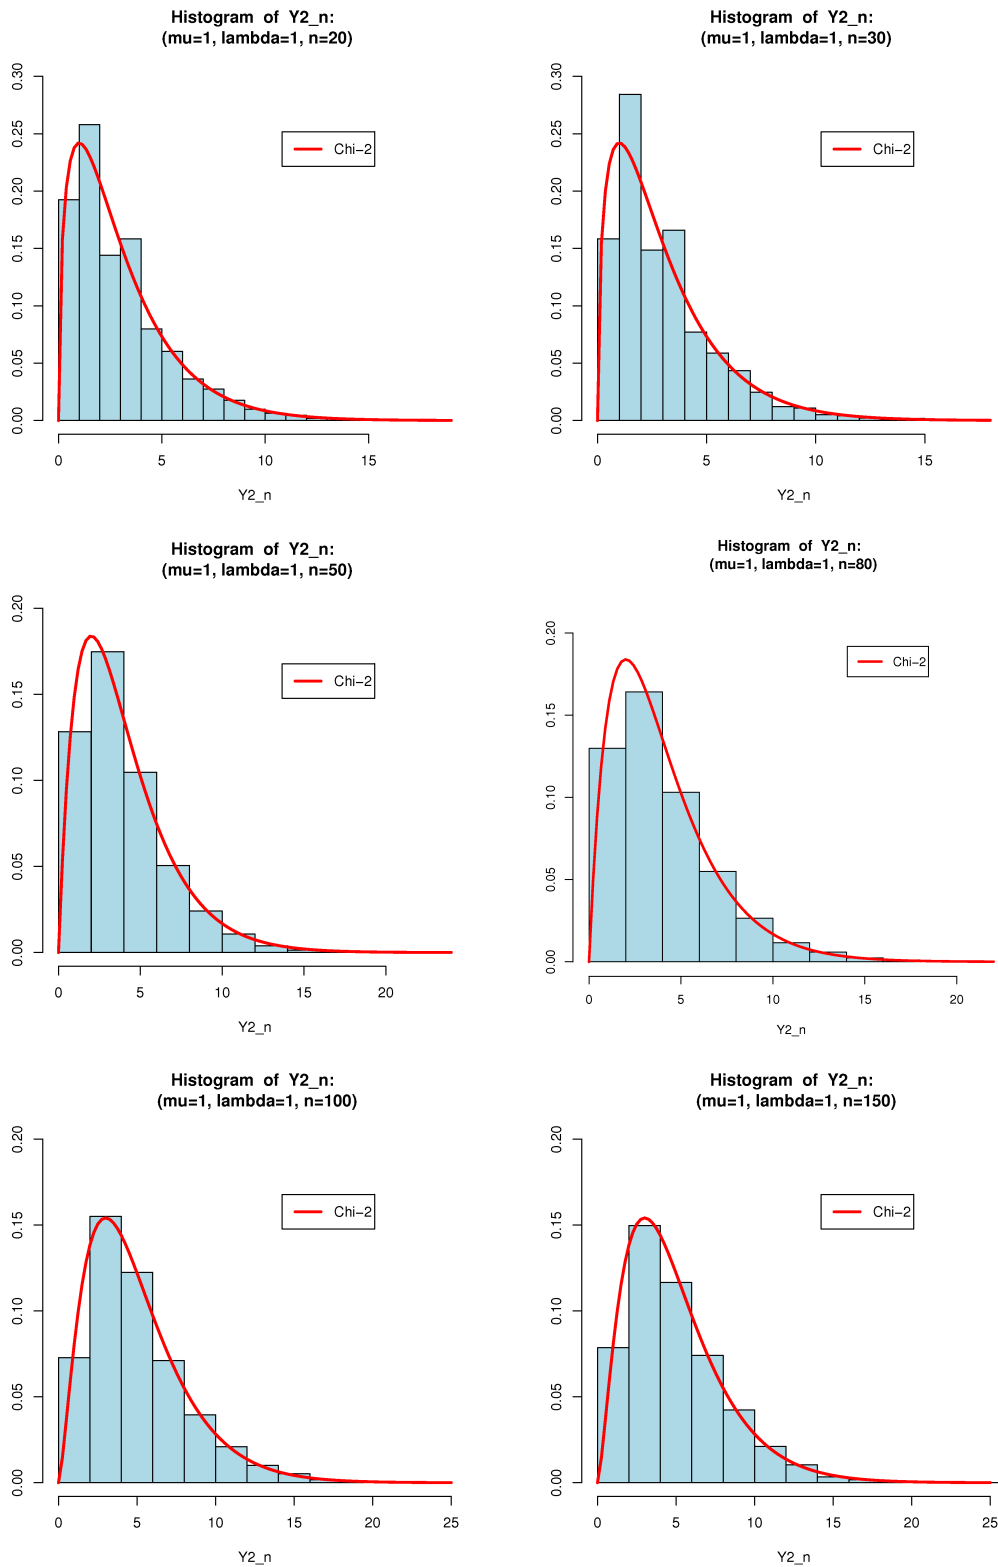 Histogram of Y2_n:
(mu=1, lambda=1, n=20)
0.30
0.25
0.20
0.15
0.10
0.05
0.00
Chi-2
0 5 10 15
Y2_n
Histogram of Y2_n:
(mu=1, lambda=1, n=30)
0.30
0.25
0.20
0.15
0.10
0.05
0.00
Chi-2
0 5 10 15
Y2_n
Histogram of Y2_n:
(mu=1, lambda=1, n=50)
0.20
0.15
0.10
0.05
0.00
Chi-2
0 5 10 15 20
Y2_n
Histogram of Y2_n:
(mu=1, lambda=1, n=80)
0.20
0.15
0.10
0.05
0.00
Chi-2
0 5 10 15 20
Y2_n
Histogram of Y2_n:
(mu=1, lambda=1, n=100)
0.20
0.15
0.10
0.05
0.00
Chi-2
0 5 10 15 20 25
Y2_n
Histogram of Y2_n:
(mu=1, lambda=1, n=150)
0.20
0.15
0.10
0.05
0.00
Chi-2
0 5 10 15 20 25
Y2_n